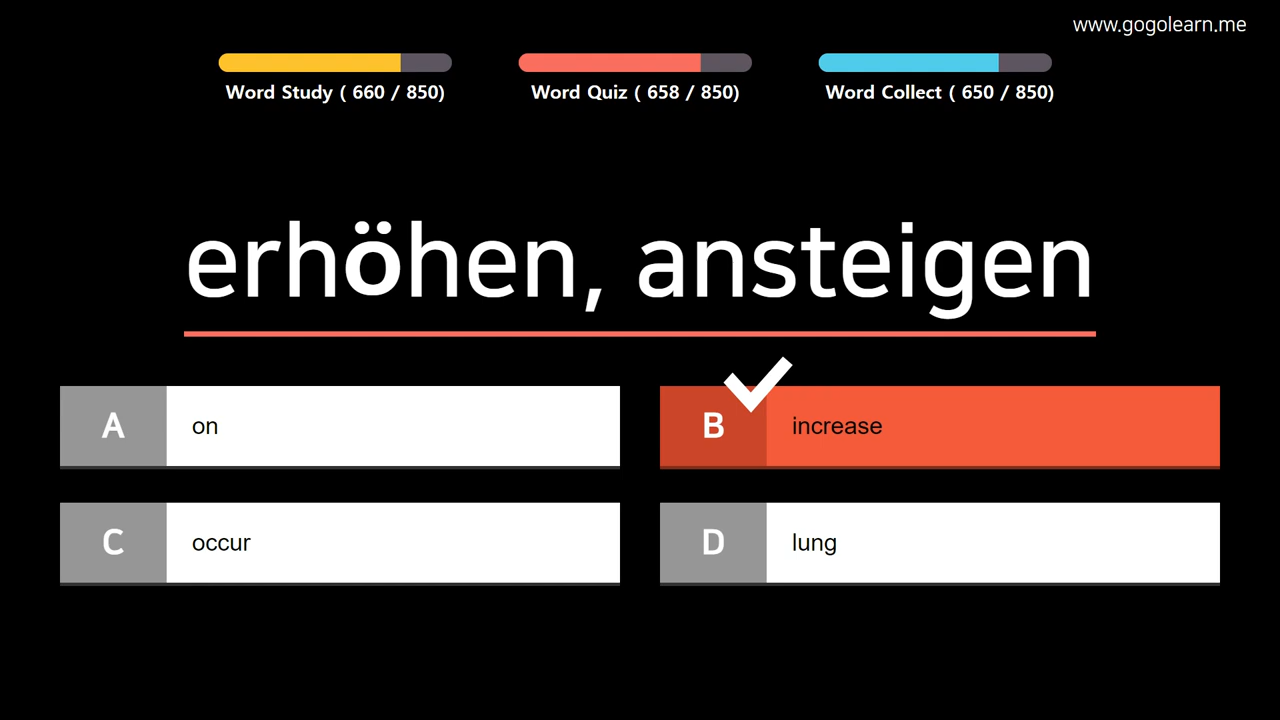 www.gogolearn.me
Word Study ( 660 / 850)
Word Quiz ( 658 / 850)
Word Collect ( 650 / 850)
erhöhen, ansteigen
A on
B increase
C occur
D lung